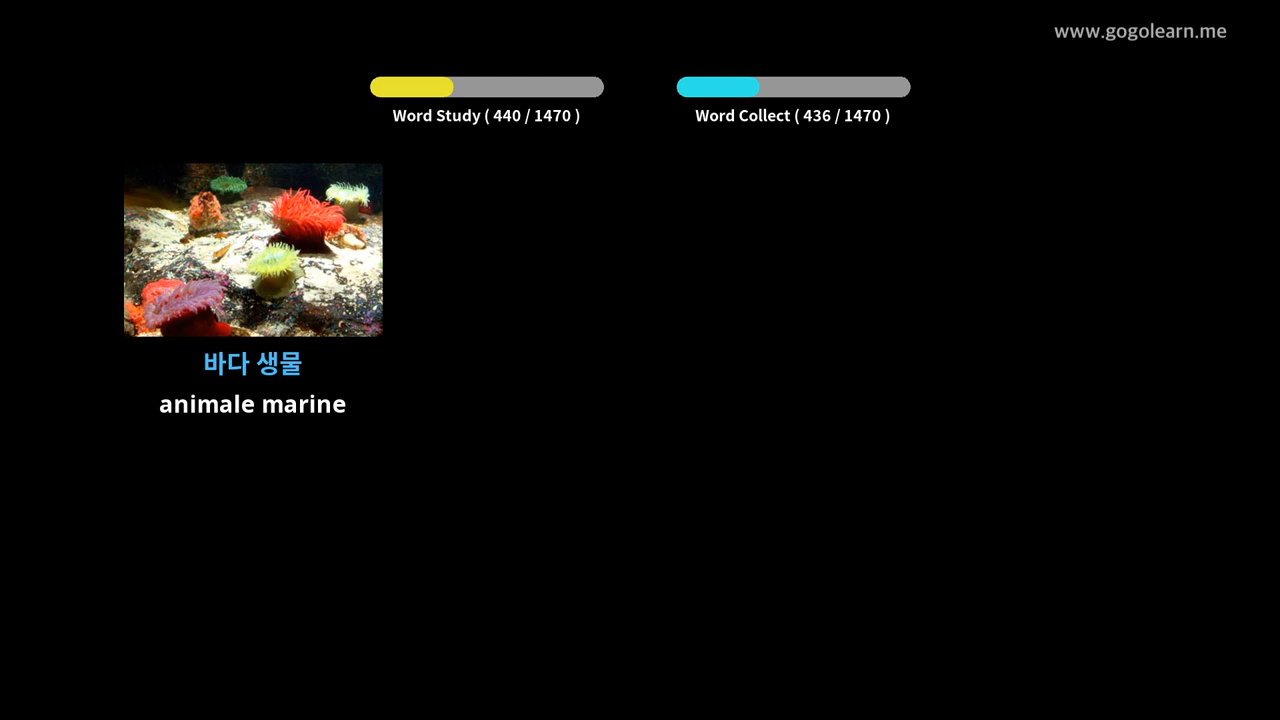 www.gogolearn.me
Word Study ( 440 / 1470 )
Word Collect ( 436 / 1470 )
바다 생물
animale marine